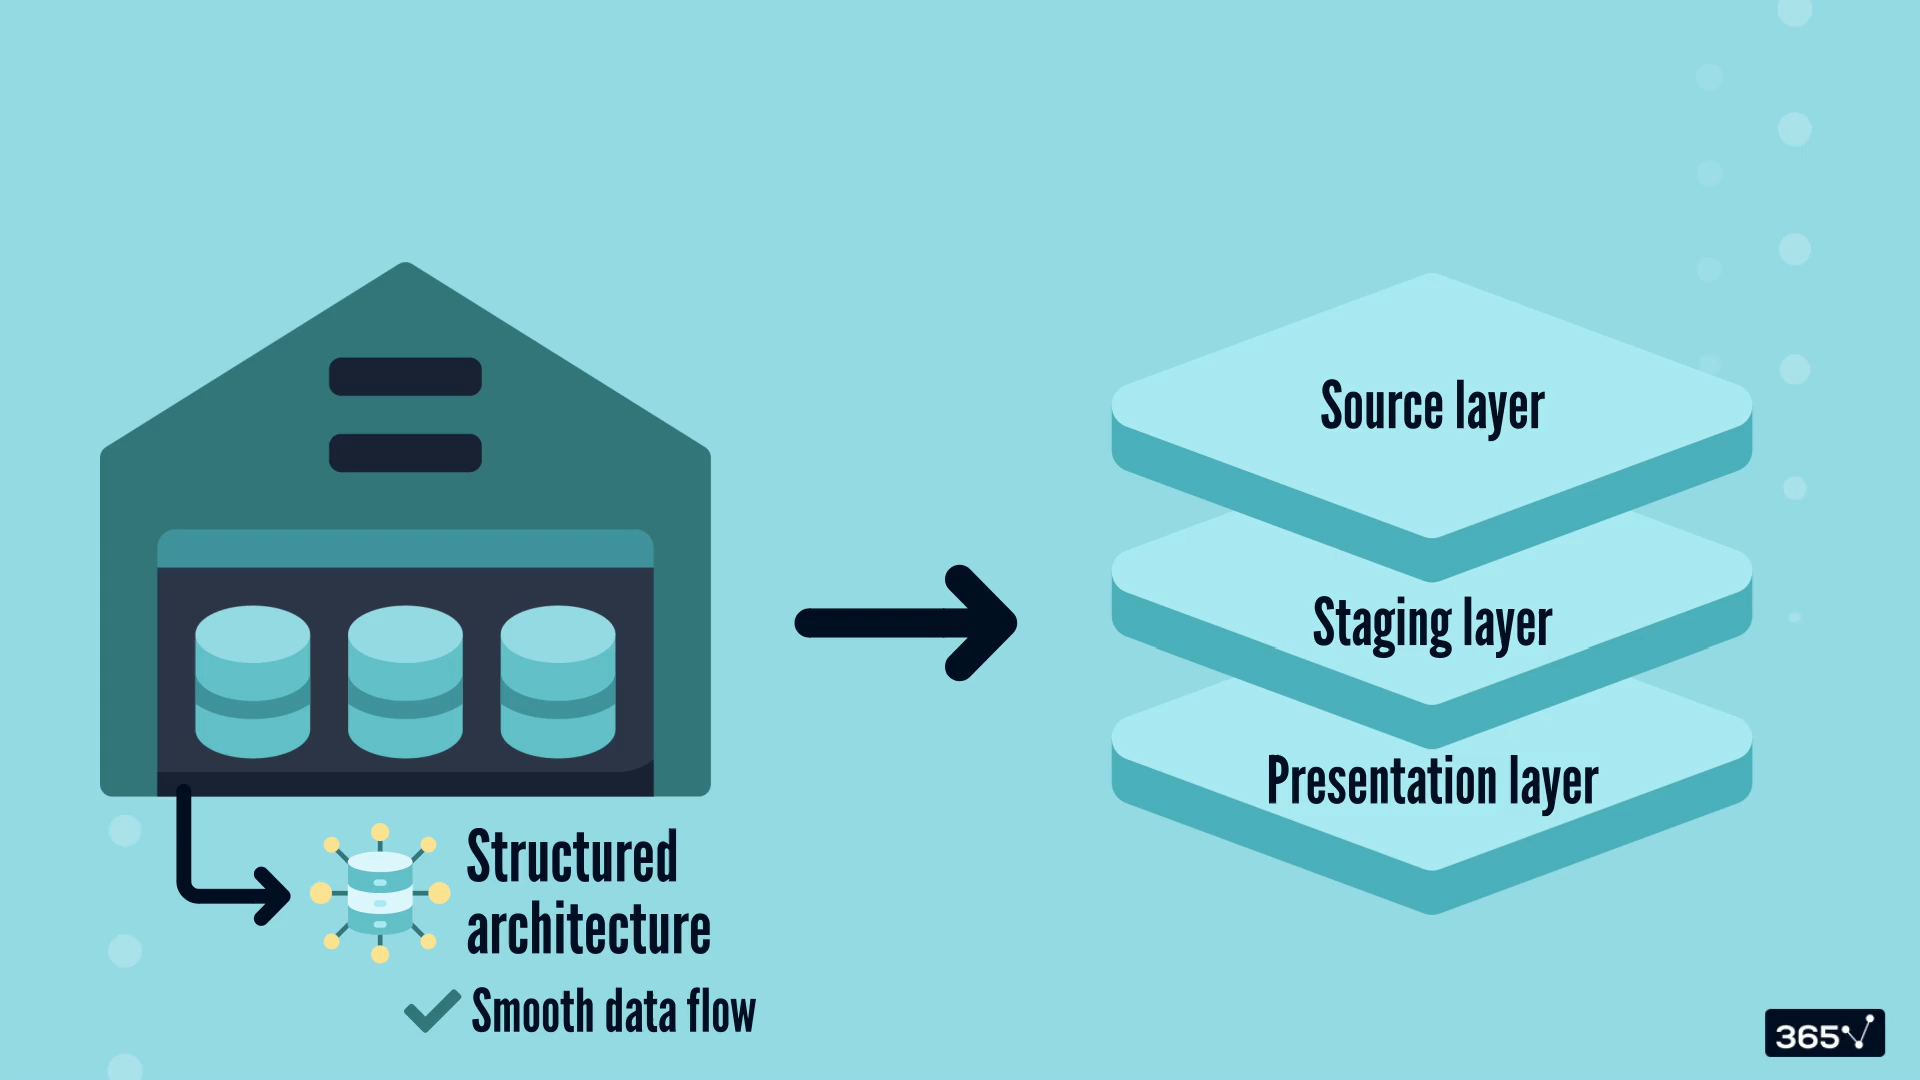 Source layer
Staging layer
Presentation layer
Structured
architecture
Smooth data flow
365